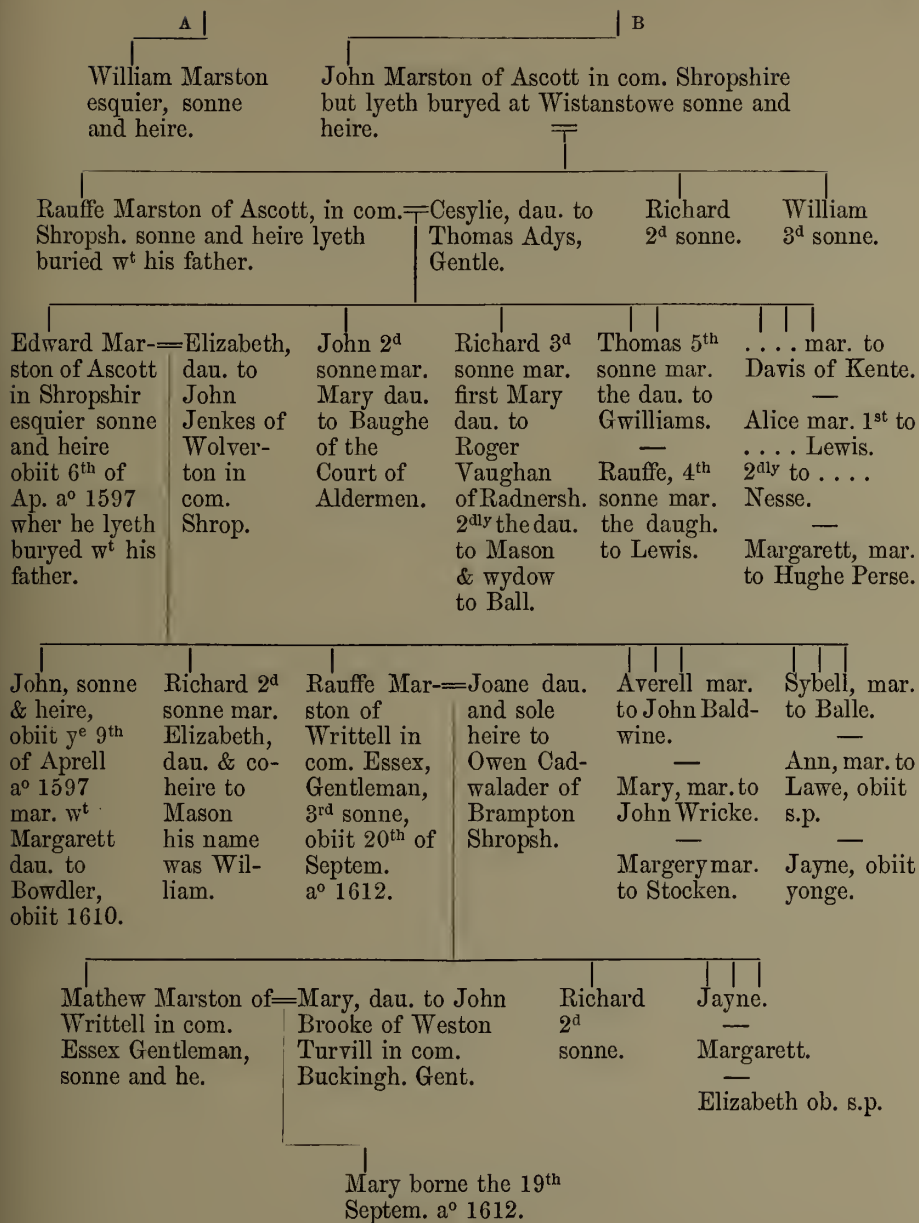 A B
William Marston
esquier, sonne
and heire.
John Marston of Ascott in com. Shropshire
but lyeth buryed at Wistanstowe sonne and
heire.
Rauffe Marston of Ascott, in com.
Shropsh. sonne and heire lyeth
buried wᵗ his father.
Cesylie, dau. to
Thomas Adys,
Gentle.
Richard
2ᵈ sonne.
William
3ᵈ sonne.
Edward Mar-
ston of Ascott
in Shropshir
esquier sonne
and heire
obiit 6ᵗʰ of
Ap. aᵒ 1597
wher he lyeth
buryed wᵗ his
father.
Elizabeth,
dau. to
John
Jenkes of
Wolver-
ton in
com.
Shrop.
John 2ᵈ
sonne mar.
Mary dau.
to Baughe
of the
Court of
Aldermen.
Richard 3ᵈ
sonne mar.
first Mary
dau. to
Roger
Vaughan
of Radnersh.
2ᵈˡʸ the dau.
to Mason
& wydow
to Ball.
Thomas 5ᵗʰ
sonne mar.
the dau. to
Gwilliams.
—
Rauffe, 4ᵗʰ
sonne mar.
the daugh.
to Lewis.
. . . . mar. to
Davis of Kente.
—
Alice mar. 1ˢᵗ to
. . . . Lewis.
2ᵈˡʸ to . . . .
Nesse.
—
Margarett, mar.
to Hughe Perse.
John, sonne
& heire,
obiit yᵉ 9ᵗʰ
of Aprell
aᵒ 1597
mar. wᵗ
Margarett
dau. to
Bowdler,
obiit 1610.
Richard 2ᵈ
sonne mar.
Elizabeth,
dau. & co-
heire to
Mason
his name
was Wil-
liam.
Rauffe Mar-
ston of
Writtell in
com. Essex,
Gentleman,
3ʳᵈ sonne,
obiit 20ᵗʰ of
Septem.
aᵒ 1612.
Joane dau.
and sole
heire to
Owen Cad-
walader of
Brampton
Shropsh.
Averell mar.
to John Bald-
wine.
—
Mary, mar. to
John Wricke.
—
Margery mar.
to Stocken.
Sybell, mar.
to Balle.
—
Ann, mar. to
Lawe, obiit
s.p.
—
Jayne, obiit
yonge.
Mathew Marston of
Writtell in com.
Essex Gentleman,
sonne and he.
Mary, dau. to John
Brooke of Weston
Turvill in com.
Buckingh. Gent.
Richard
2ᵈ
sonne.
Jayne.
—
Margarett.
—
Elizabeth ob. s.p.
Mary borne the 19ᵗʰ
Septem. aᵒ 1612.